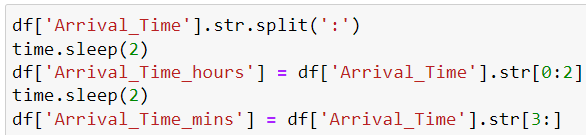 df['Arrival_Time'].str.split(':')
time.sleep(2)
df['Arrival_Time_hours'] = df['Arrival_Time'].str[0:2]
time.sleep(2)
df['Arrival_Time_mins'] = df['Arrival_Time'].str[3:]